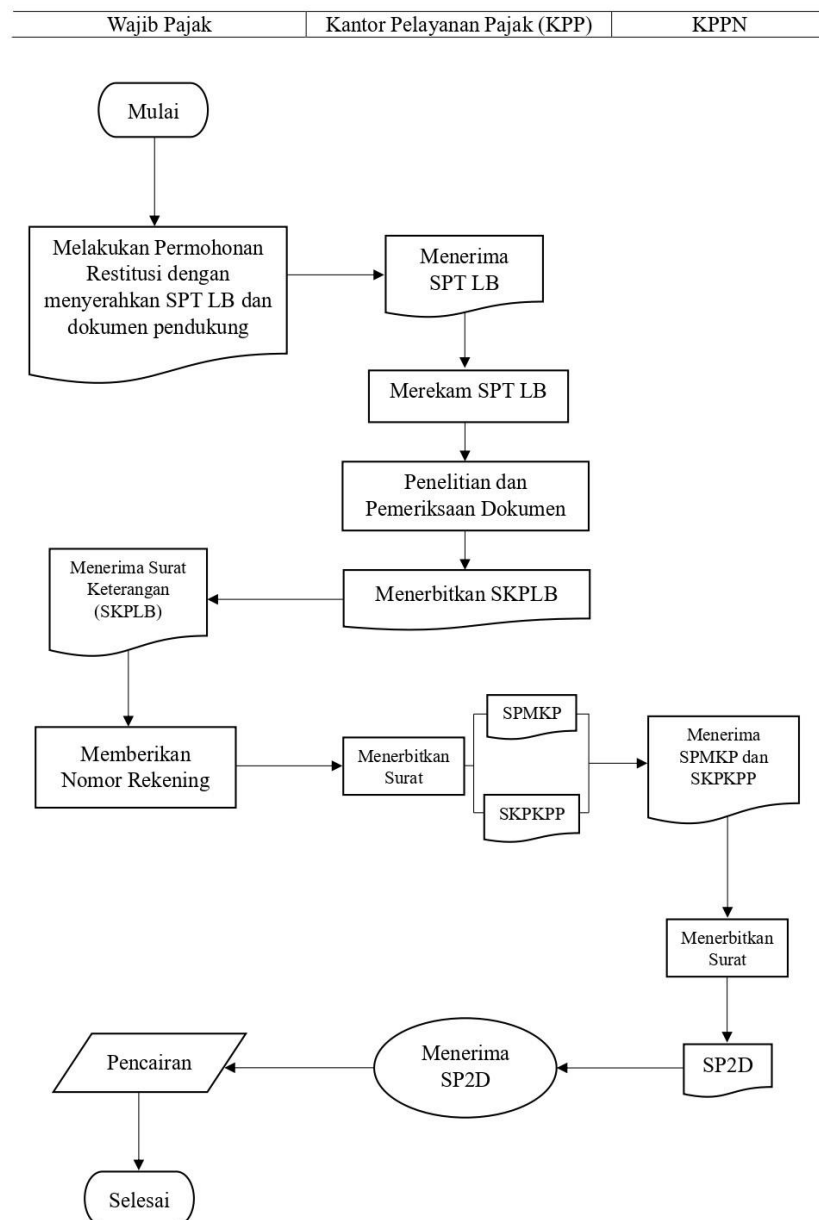 Wajib Pajak
Kantor Pelayanan Pajak (KPP)
KPPN
Mulai
Melakukan Permohonan
Restitusi dengan
menyerahkan SPT LB dan
dokumen pendukung
Menerima
SPT LB
Merekam SPT LB
Penelitian dan
Pemeriksaan Dokumen
Menerbitkan SKPLB
Menerima Surat
Keterangan
(SKPLB)
Memberikan
Nomor Rekening
Menerbitkan
Surat
SPMKP
SKPKPP
Menerima
SPMKP dan
SKPKPP
Menerbitkan
Surat
SP2D
Menerima
SP2D
Pencairan
Selesai